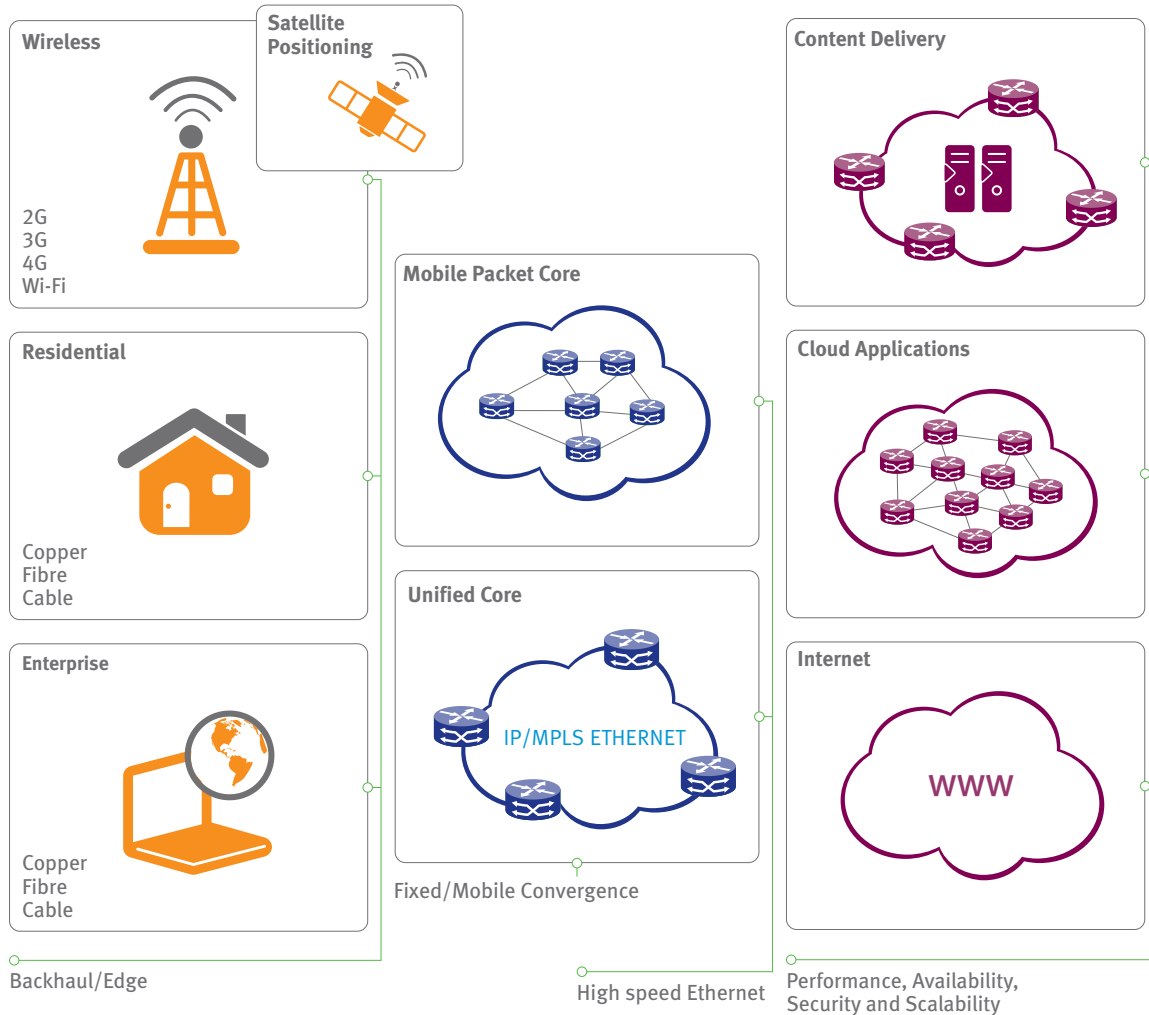 Wireless
2G
3G
4G
Wi-Fi
Satellite
Positioning
Residential
Copper
Fibre
Cable
Enterprise
Copper
Fibre
Cable
Backhaul/Edge
Mobile Packet Core
Unified Core
IP/MPLS ETHERNET
Fixed/Mobile Convergence
High speed Ethernet
Content Delivery
Cloud Applications
Internet
WWW
Performance, Availability,
Security and Scalability